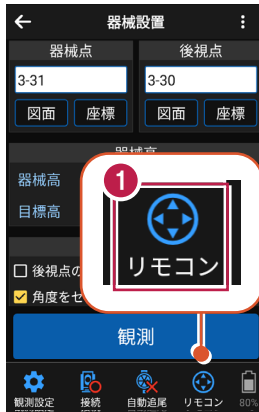 器械設置
器械点
後視点
3-31
3-30
図面 座標
図面 座標
器械高
器械高
目標高
1
リモコン
後視点の
角度をセ
観測
観測設定 接続 自動追尾 リモコン 80%